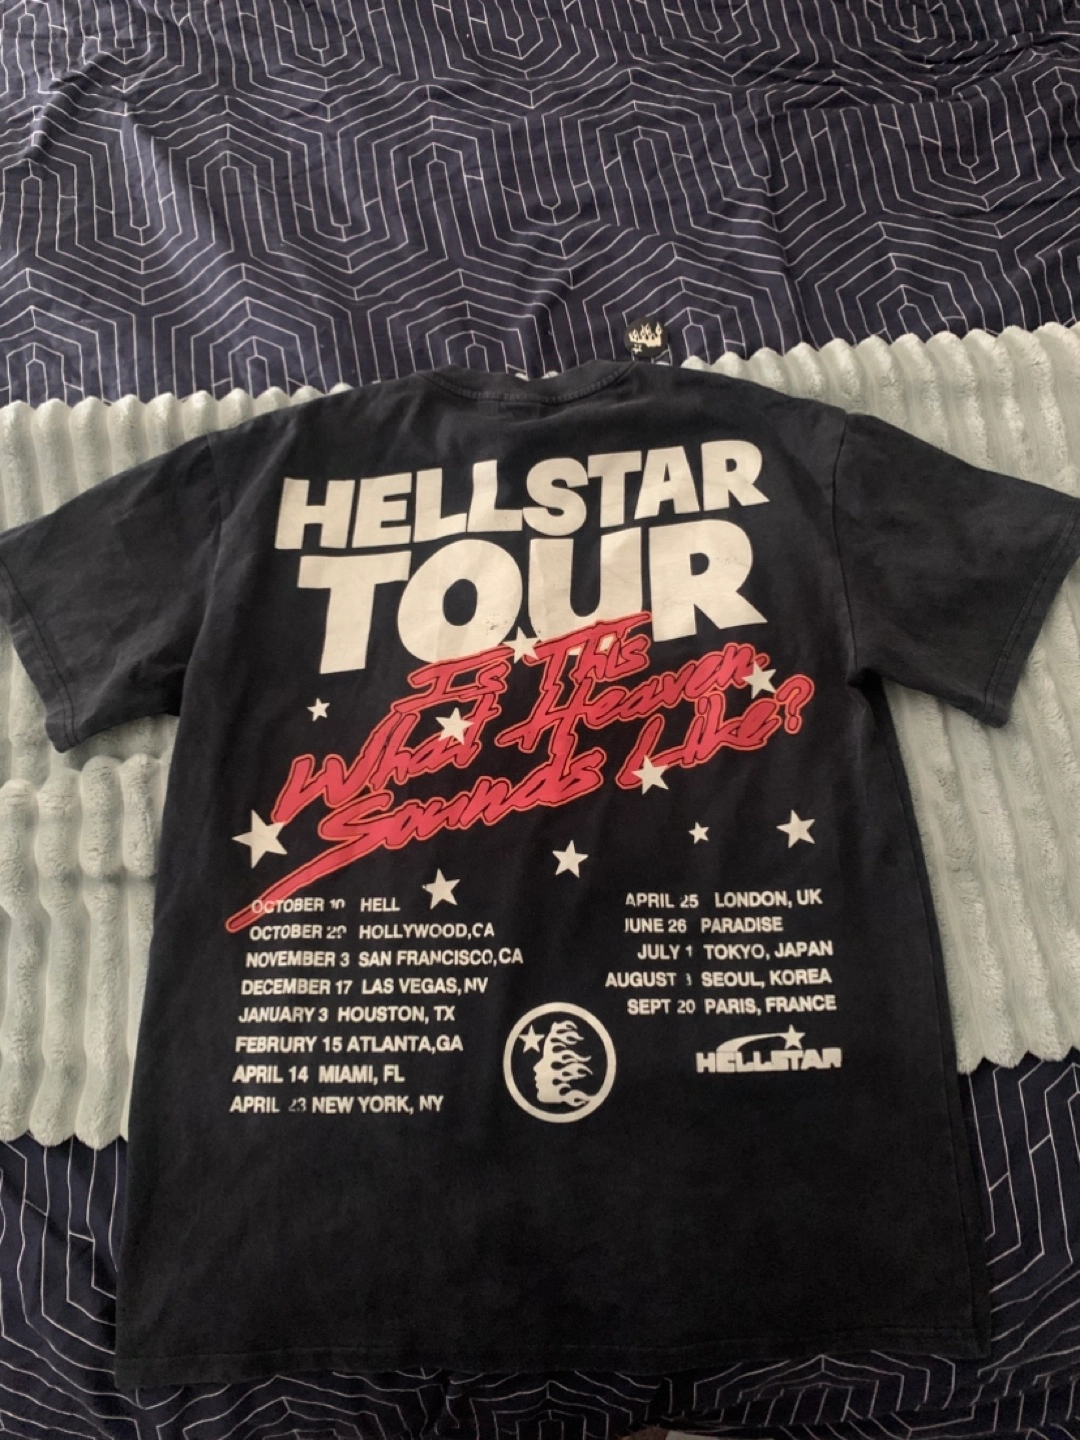 HELLSTAR
TOUR
Is This
What Heaven
Sounds Like?
OCTOBER 10 HELL
OCTOBER 29 HOLLYWOOD,CA
NOVEMBER 3 SAN FRANCISCO,CA
DECEMBER 17 LAS VEGAS, NV
JANUARY 3 HOUSTON, TX
FEBRURY 15 ATLANTA,GA
APRIL 14 MIAMI, FL
APRIL 23 NEW YORK, NY
APRIL 25 LONDON, UK
JUNE 26 PARADISE
JULY 1 TOKYO, JAPAN
AUGUST SEOUL, KOREA
SEPT 20 PARIS, FRANCE
HELLSTAR